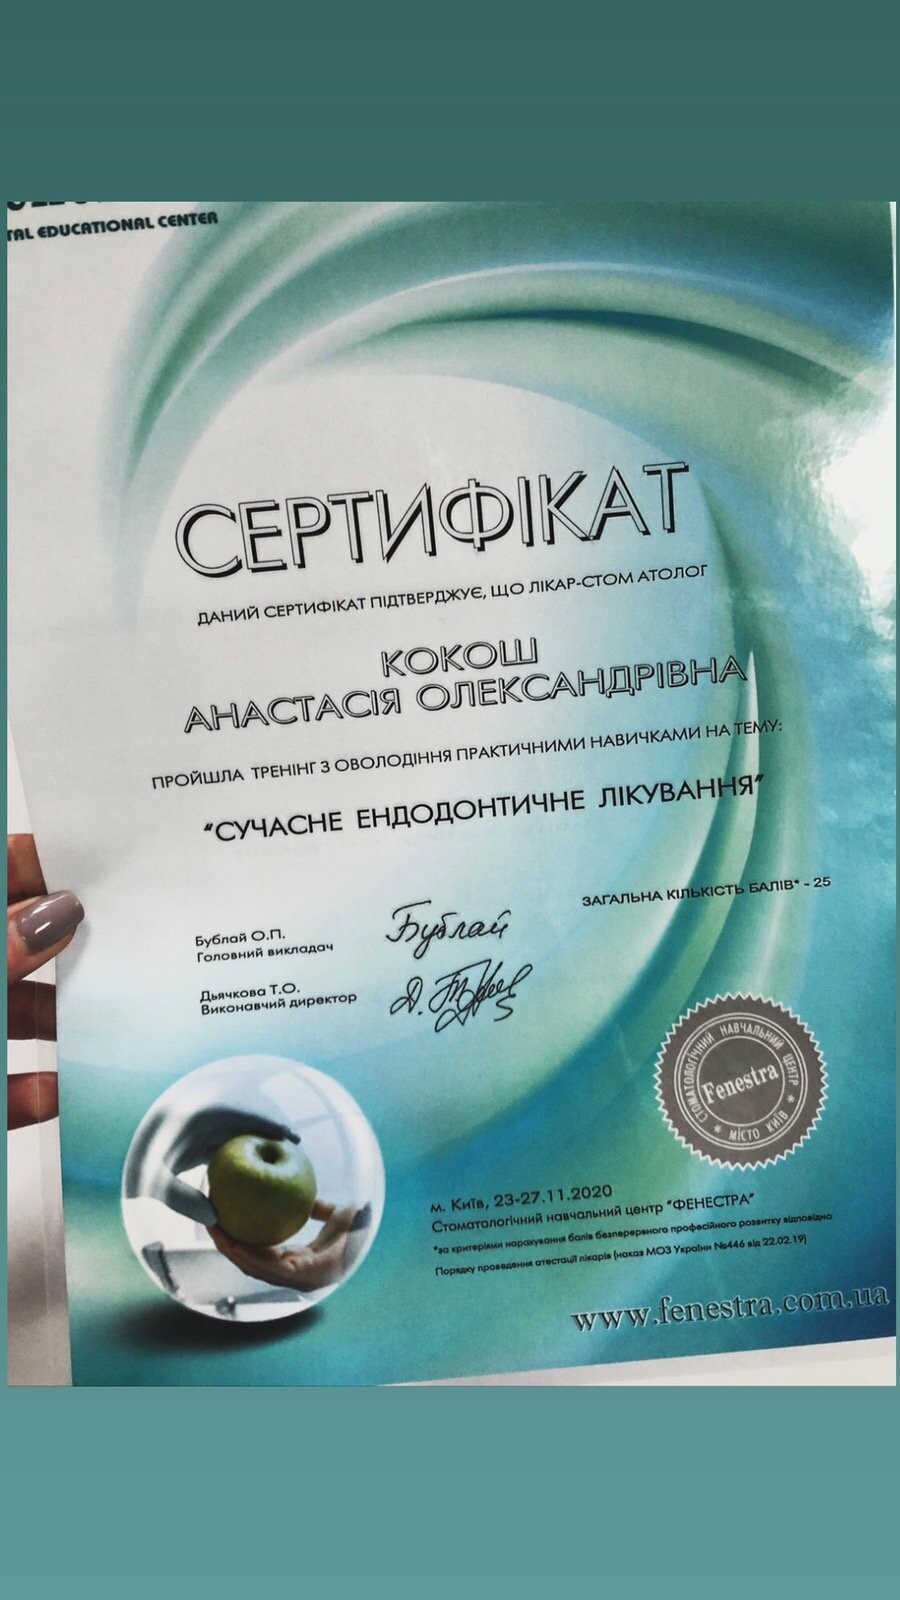 TAL EDUCATIONAL CENTER
СЕРТИФІКАТ
ДАНИЙ СЕРТИФІКАТ ПІДТВЕРДЖУЄ, ЩО ЛІКАР-СТОМ АТОЛОГ
КОКОШ
АНАСТАСІЯ ОЛЕКСАНДРІВНА
ПРОЙШЛА ТРЕНІНГ З ОВОЛОДІННЯ ПРАКТИЧНИМИ НАВИЧКАМИ НА ТЕМУ:
"СУЧАСНЕ ЕНДОДОНТИЧНЕ ЛІКУВАННЯ"
ЗАГАЛЬНА КІЛЬКІСТЬ БАЛІВ* - 25
Бублай О.П.
Головний викладач
Бублай
Дьячкова Т.О.
Виконавчий директор
СТОМАТОЛОГІЧНИЙ НАВЧАЛЬНИЙ ЦЕНТР
Fenestra
* МІСТО КИЇВ *
м. Київ, 23-27.11.2020
Стоматологічний навчальний центр "ФЕНЕСТРА"
*за критеріями нарахування балів безперервного професійного розвитку відповідно
Порядку проведення атестації лікарів (наказ МОЗ України №446 від 22.02.19)
www.fenestra.com.ua